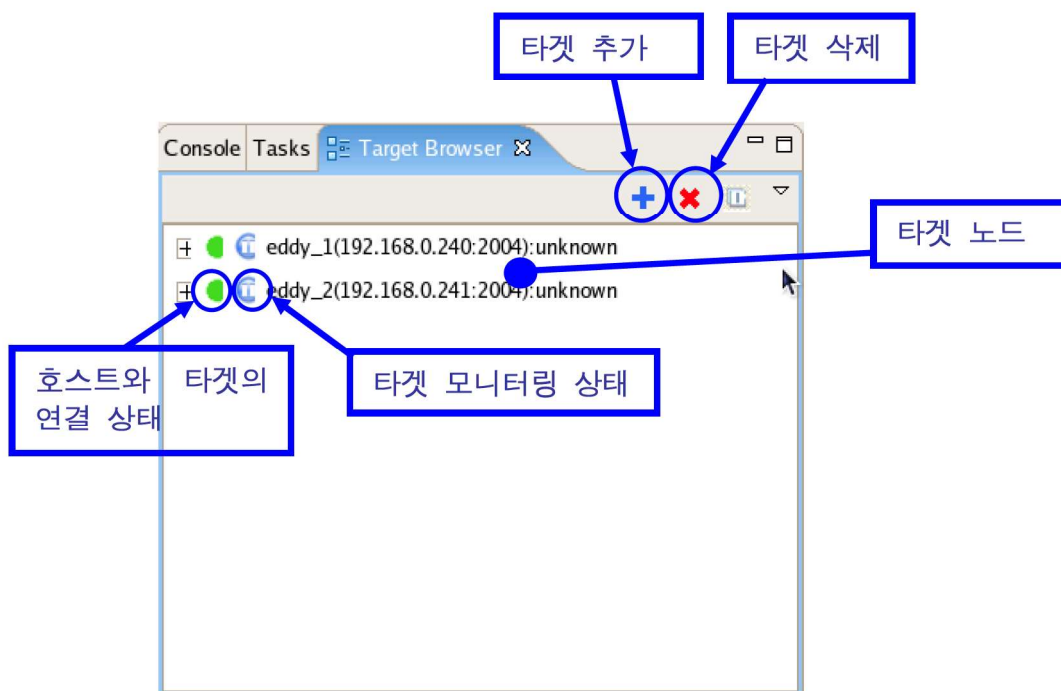 타겟 추가
타겟 삭제
Console Tasks Target Browser
타겟 노드
eddy_1(192.168.0.240:2004):unknown
eddy_2(192.168.0.241:2004):unknown
호스트와 타겟의
연결 상태
타겟 모니터링 상태